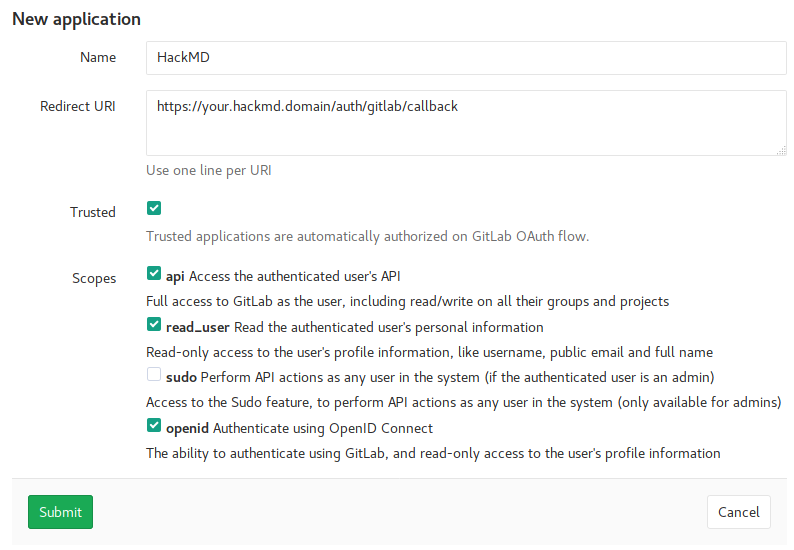 New application
Name
HackMD
Redirect URI
https://your.hackmd.domain/auth/gitlab/callback
Use one line per URI
Trusted
Trusted applications are automatically authorized on GitLab OAuth flow.
Scopes
api Access the authenticated user's API
Full access to GitLab as the user, including read/write on all their groups and projects
read_user Read the authenticated user's personal information
Read-only access to the user's profile information, like username, public email and full name
sudo Perform API actions as any user in the system (if the authenticated user is an admin)
Access to the Sudo feature, to perform API actions as any user in the system (only available for admins)
openid Authenticate using OpenID Connect
The ability to authenticate using GitLab, and read-only access to the user's profile information
Submit
Cancel